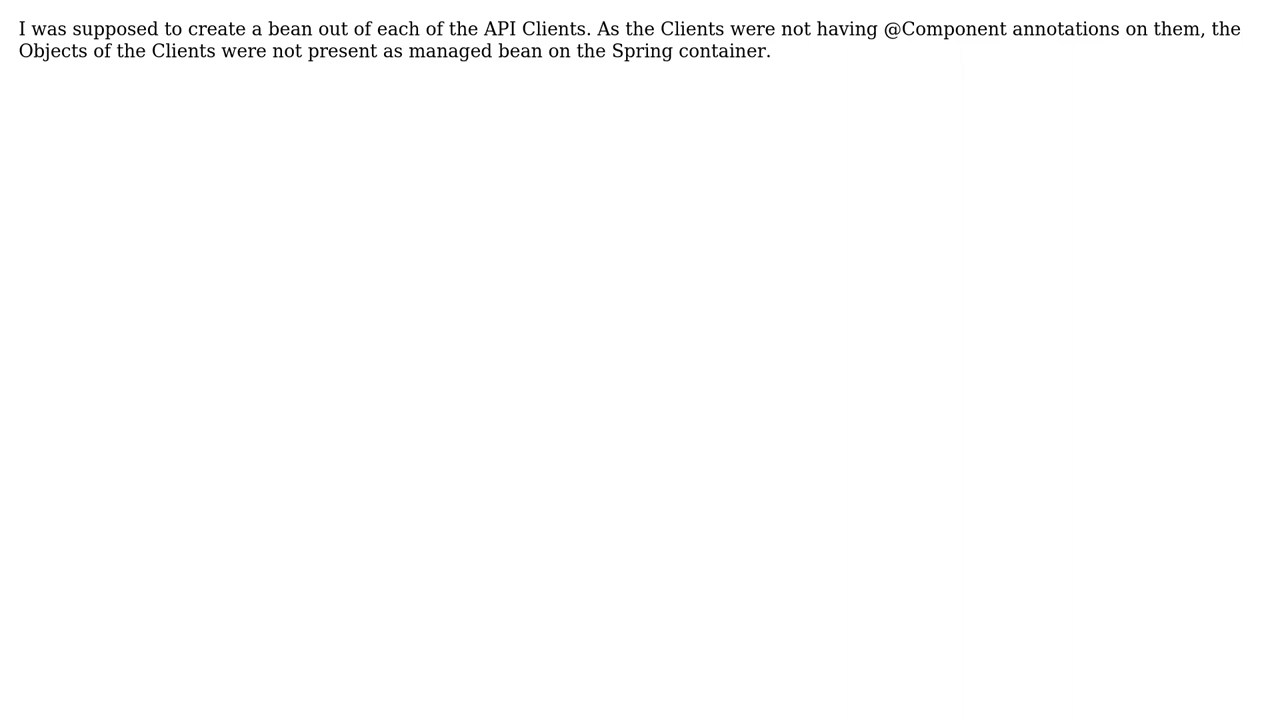 I was supposed to create a bean out of each of the API Clients. As the Clients were not having @Component annotations on them, the
Objects of the Clients were not present as managed bean on the Spring container.